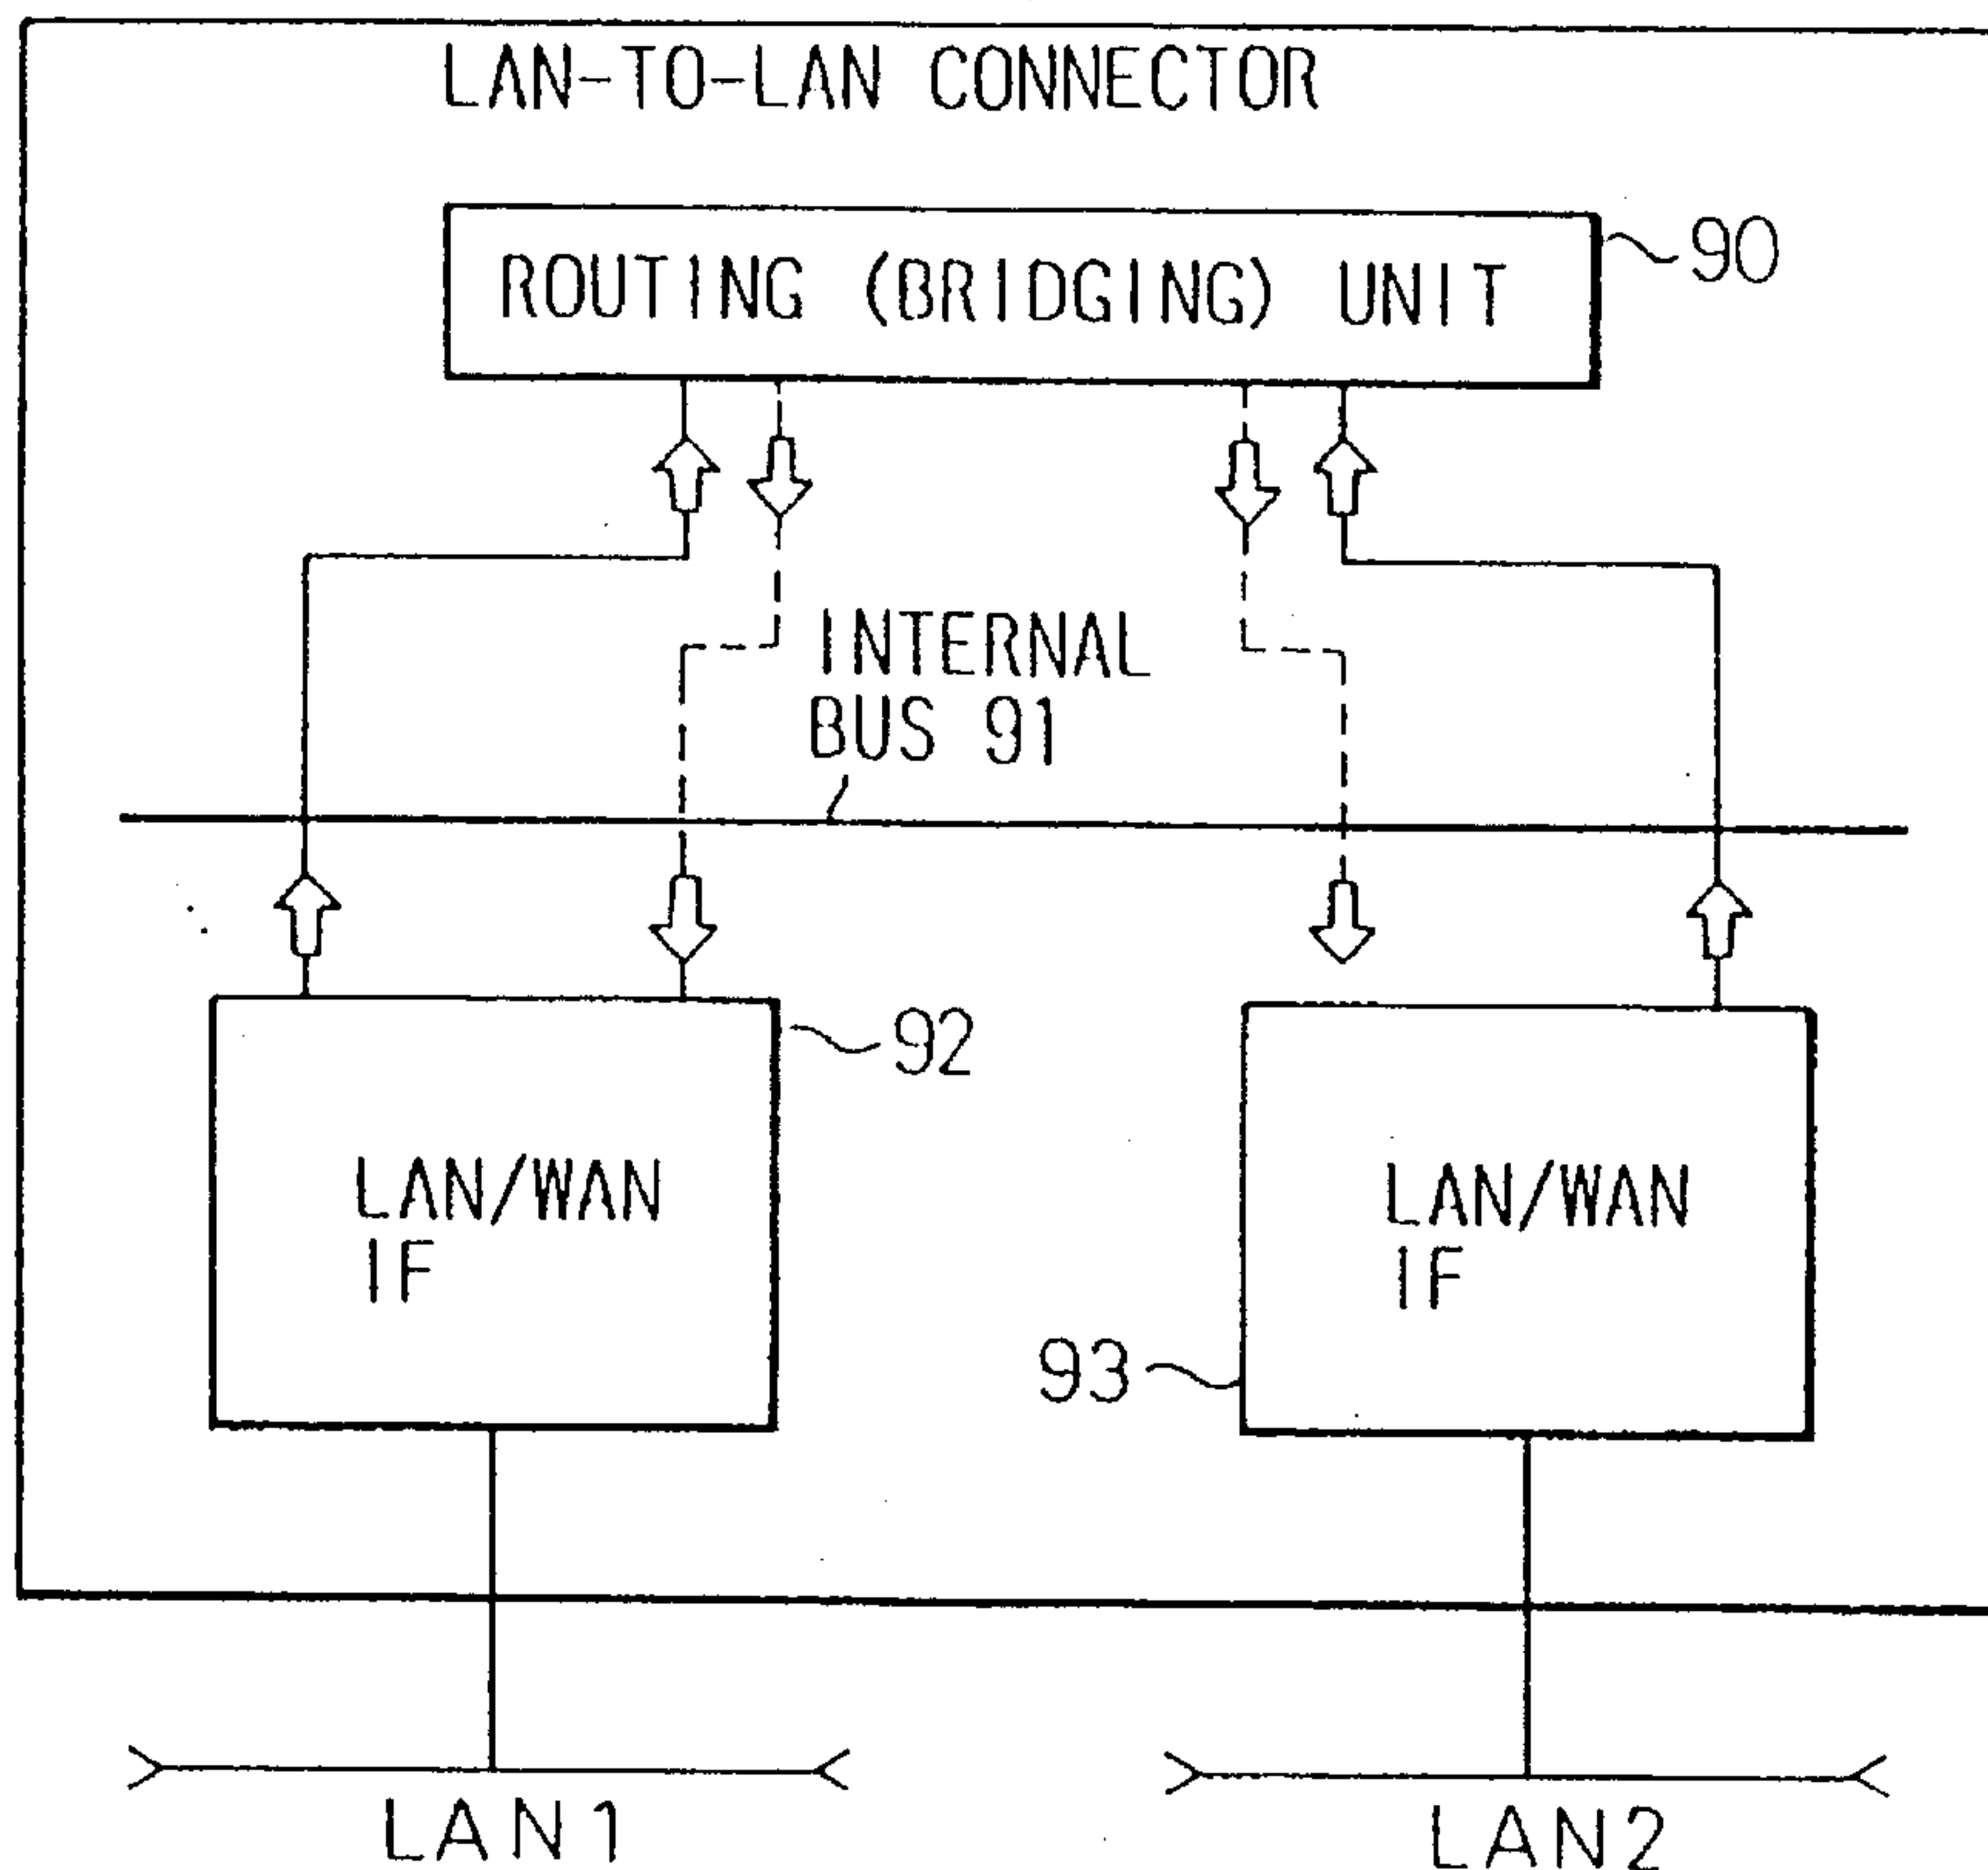 LAN-TO-LAN CONNECTOR
ROUTING (BRIDGING) UNIT
90
INTERNAL
BUS 91
92
LAN/WAN
IF
LAN/WAN
IF
93
LAN1
LAN2